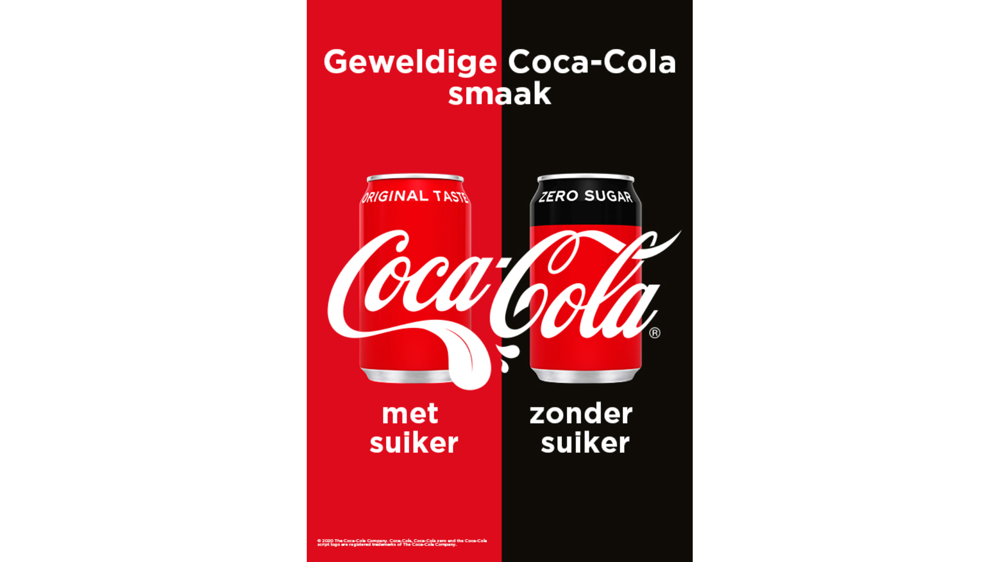 Geweldige Coca-Cola
smaak
ORIGINAL TASTE
ZERO SUGAR
Coca-Cola®
met
suiker
zonder
suiker
© 2020 The Coca-Cola Company. Coca-Cola, Coca-Cola zero and the Coca-Cola
script logo are registered trademarks of The Coca-Cola Company.